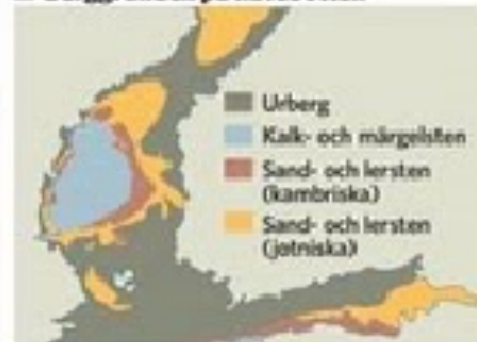 Urberg
Kalk- och märgelsten
Sand- och lersten
(kambriska)
Sand- och lersten
(jotniska)